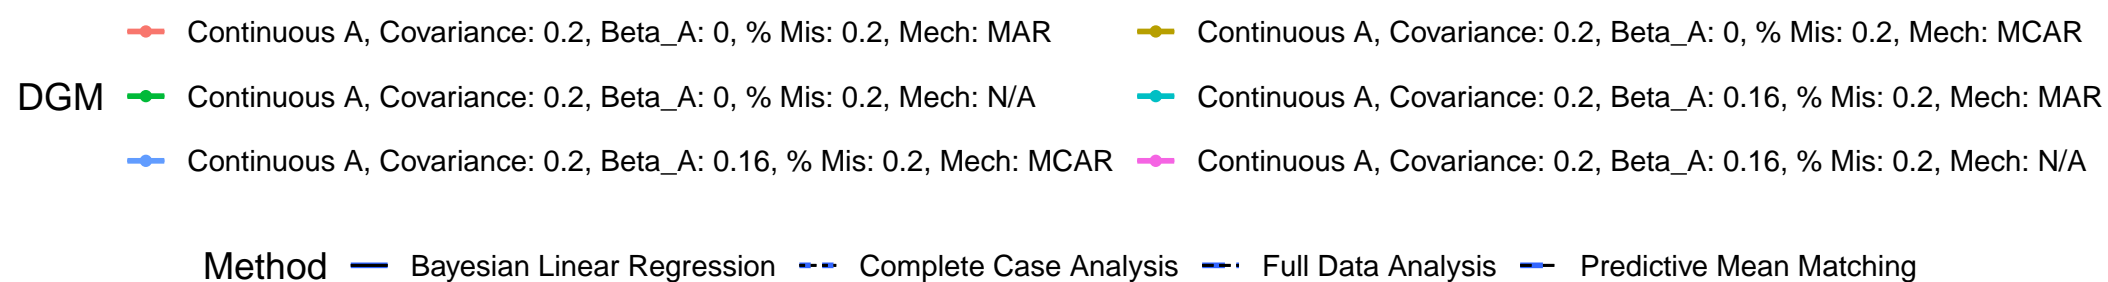 Continuous A, Covariance: 0.2, Beta_A: 0, % Mis: 0.2, Mech: MAR Continuous A, Covariance: 0.2, Beta_A: 0, % Mis: 0.2, Mech: MCAR
DGM Continuous A, Covariance: 0.2, Beta_A: 0, % Mis: 0.2, Mech: N/A Continuous A, Covariance: 0.2, Beta_A: 0.16, % Mis: 0.2, Mech: MAR
Continuous A, Covariance: 0.2, Beta_A: 0.16, % Mis: 0.2, Mech: MCAR Continuous A, Covariance: 0.2, Beta_A: 0.16, % Mis: 0.2, Mech: N/A
Method Bayesian Linear Regression Complete Case Analysis Full Data Analysis Predictive Mean Matching